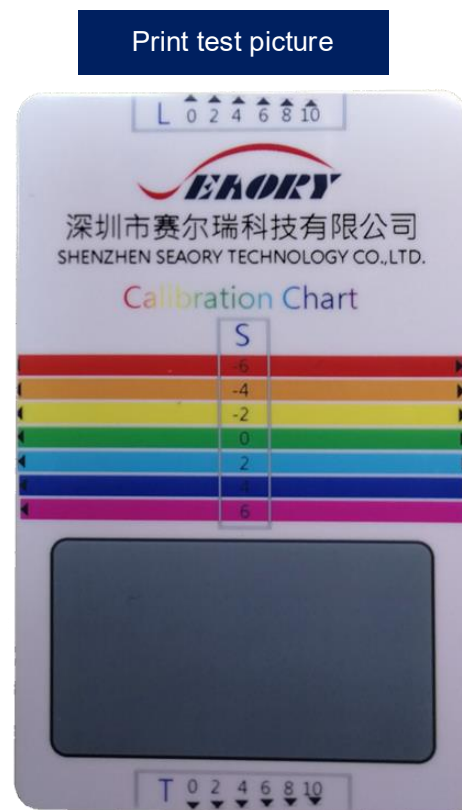 Print test picture
L 0 2 4 6 8 10
SEAORY
深圳市赛尔瑞科技有限公司
SHENZHEN SEAORY TECHNOLOGY CO.,LTD.
Calibration Chart
S
-6
-4
-2
0
2
4
6
T 0 2 4 6 8 10